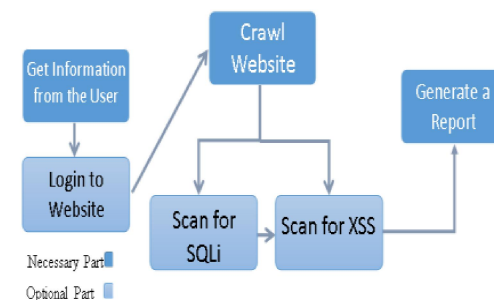 Get Information
from the User
Login to
Website
Crawl
Website
Scan for
SQLi
Scan for XSS
Generate a
Report
Necessary Part
Optional Part